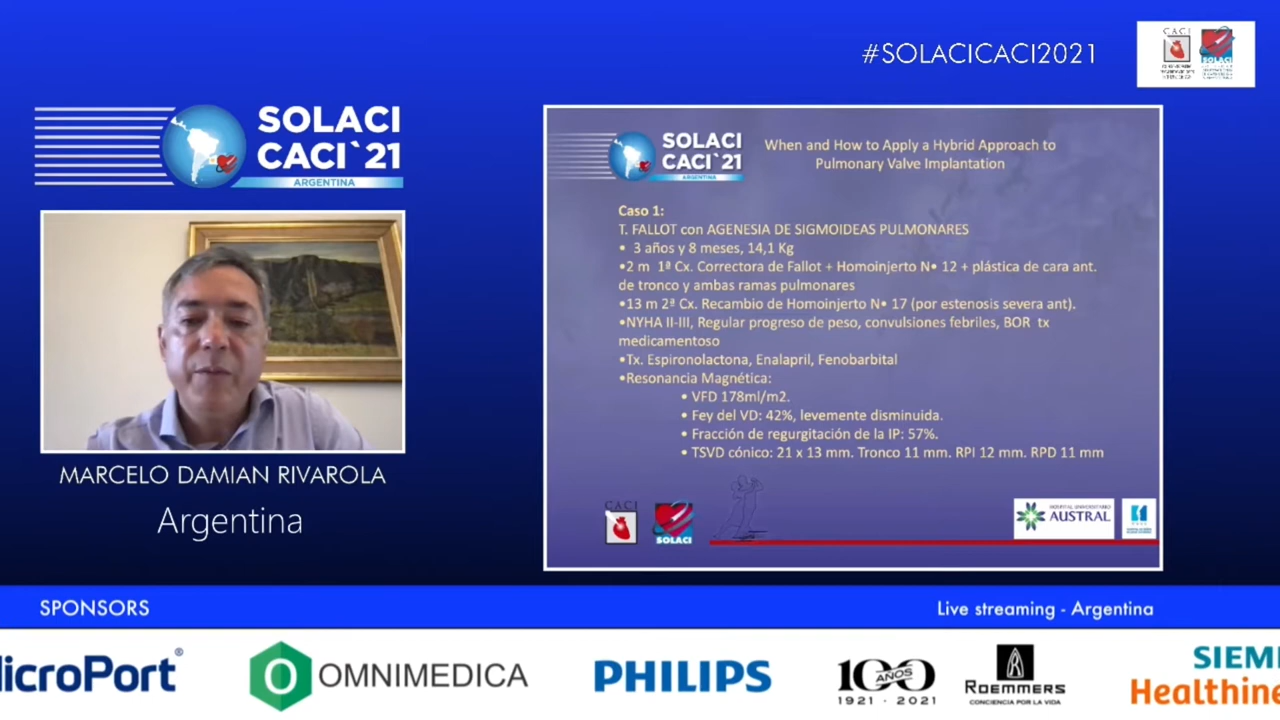 #SOLACICACI2021
CACI
SOLACI
SOLACI
CACI`21
ARGENTINA
SOLACI
CACI`21
ARGENTINA
When and How to Apply a Hybrid Approach to
Pulmonary Valve Implantation
Caso 1:
T. FALLOT con AGENESIA DE SIGMOIDEAS PULMONARES
• 3 años y 8 meses, 14,1 Kg
•2 m 1ª Cx. Correctora de Fallot + Homoinjerto N• 12 + plástica de cara ant.
de tronco y ambas ramas pulmonares
•13 m 2ª Cx. Recambio de Homoinjerto N• 17 (por estenosis severa ant).
•NYHA II-III, Regular progreso de peso, convulsiones febriles, BOR tx
medicamentoso
•Tx. Espironolactona, Enalapril, Fenobarbital
•Resonancia Magnética:
• VFD 178ml/m2.
• Fey del VD: 42%, levemente disminuida.
• Fracción de regurgitación de la IP: 57%.
• TSVD cónico: 21 x 13 mm. Tronco 11 mm. RPI 12 mm. RPD 11 mm
CACI
SOLACI
HOSPITAL UNIVERSITARIO
AUSTRAL
MARCELO DAMIAN RIVAROLA
Argentina
SPONSORS
Live streaming - Argentina
licroPort®
OMNIMEDICA
PHILIPS
100
AÑOS
1921 · 2021
ROEMMERS
CONCIENCIA POR LA VIDA
SIEM
Healthine